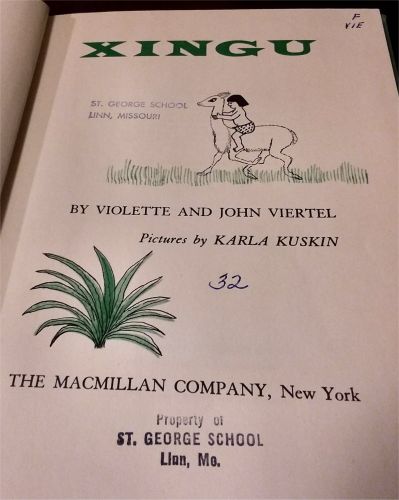 F
VIE
XINGU
ST. GEORGE SCHOOL
LINN, MISSOURI
BY VIOLETTE AND JOHN VIERTEL
Pictures by KARLA KUSKIN
32
THE MACMILLAN COMPANY, New York
Property of
ST. GEORGE SCHOOL
Linn, Mo.